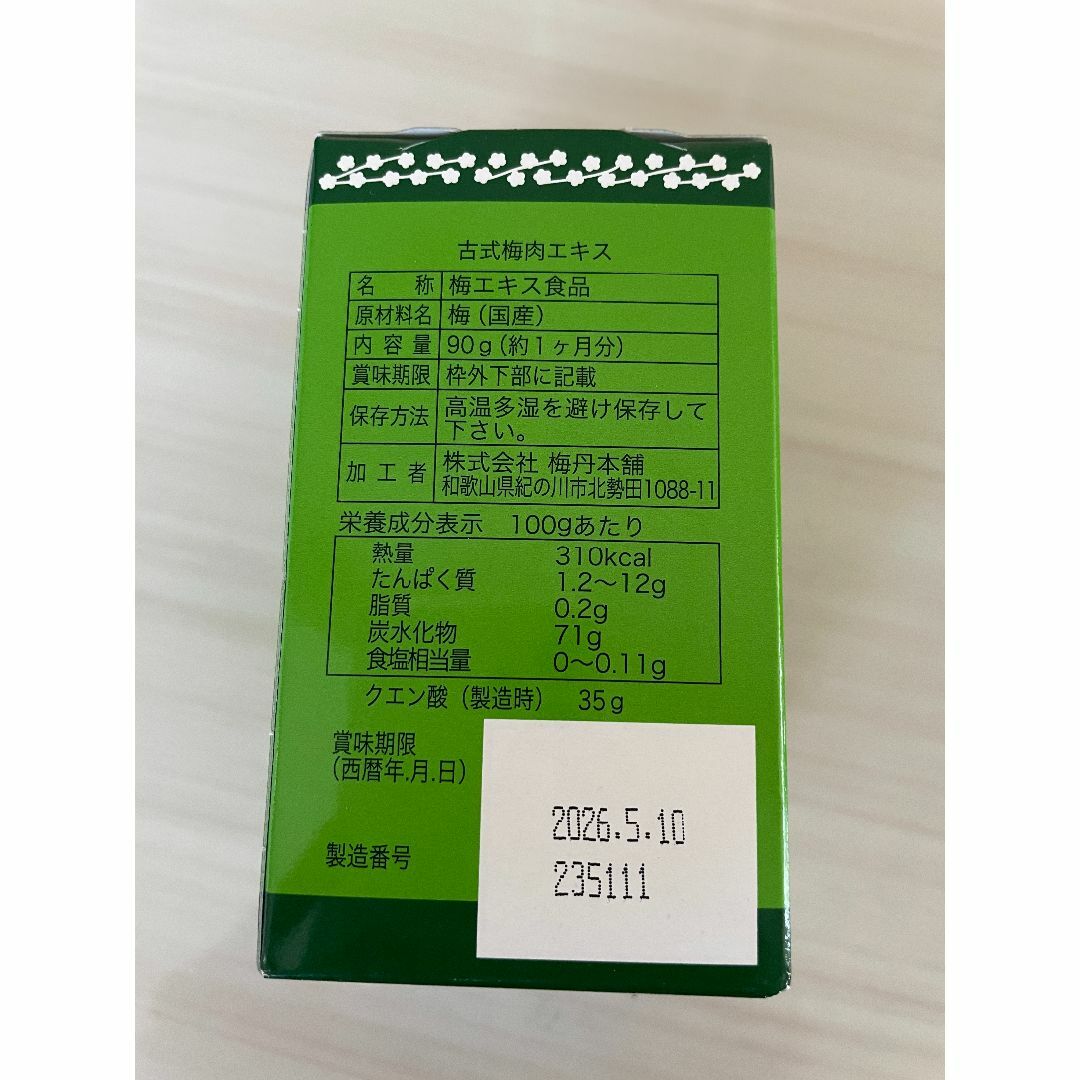 古式梅肉エキス
名 称 梅エキス食品
原材料名 梅（国産）
内容量 90g（約1ヶ月分）
賞味期限 枠外下部に記載
保存方法 高温多湿を避け保存して
下さい。
加工者 株式会社 梅丹本舗
和歌山県紀の川市北勢田1088-11
栄養成分表示 100gあたり
熱量 310kcal
たんぱく質 1.2〜12g
脂質 0.2g
炭水化物 71g
食塩相当量 0〜0.11g
クエン酸（製造時） 35g
賞味期限
（西暦年.月.日）
2026.5.10
製造番号
235111